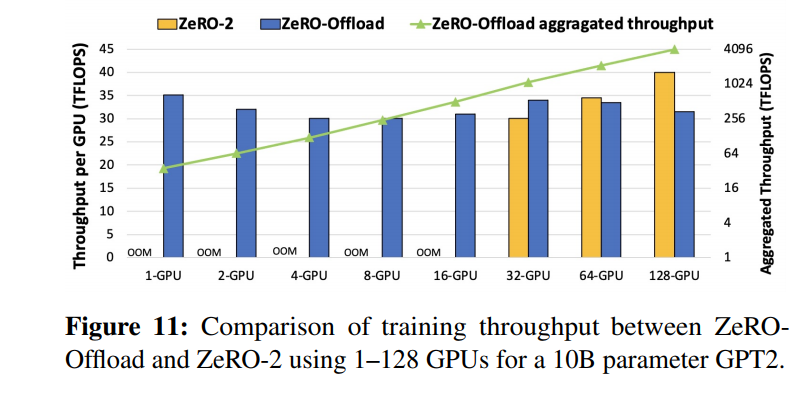 ZeRO-2 ZeRO-Offload ZeRO-Offload aggragated throughput
Throughput per GPU (TFLOPS)
45
40
35
30
25
20
15
10
5
0
OOM OOM OOM OOM OOM
1-GPU 2-GPU 4-GPU 8-GPU 16-GPU 32-GPU 64-GPU 128-GPU
4096
1024
256
64
16
4
1
Aggregated Throughput (TFLOPS)
Figure 11: Comparison of training throughput between ZeRO-
Offload and ZeRO-2 using 1–128 GPUs for a 10B parameter GPT2.